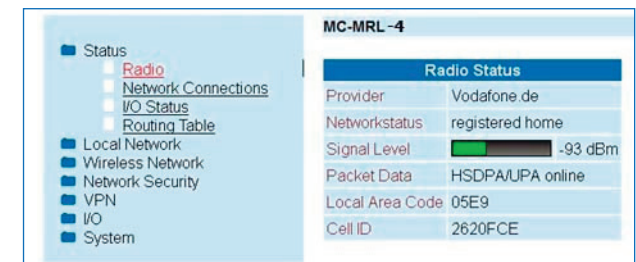 MC-MRL-4
Status
Radio
Network Connections
I/O Status
Routing Table
Local Network
Wireless Network
Network Security
VPN
I/O
System
Radio Status
Provider Vodafone.de
Networkstatus registered home
Signal Level -93 dBm
Packet Data HSDPA/UPA online
Local Area Code 05E9
Cell ID 2620FCE